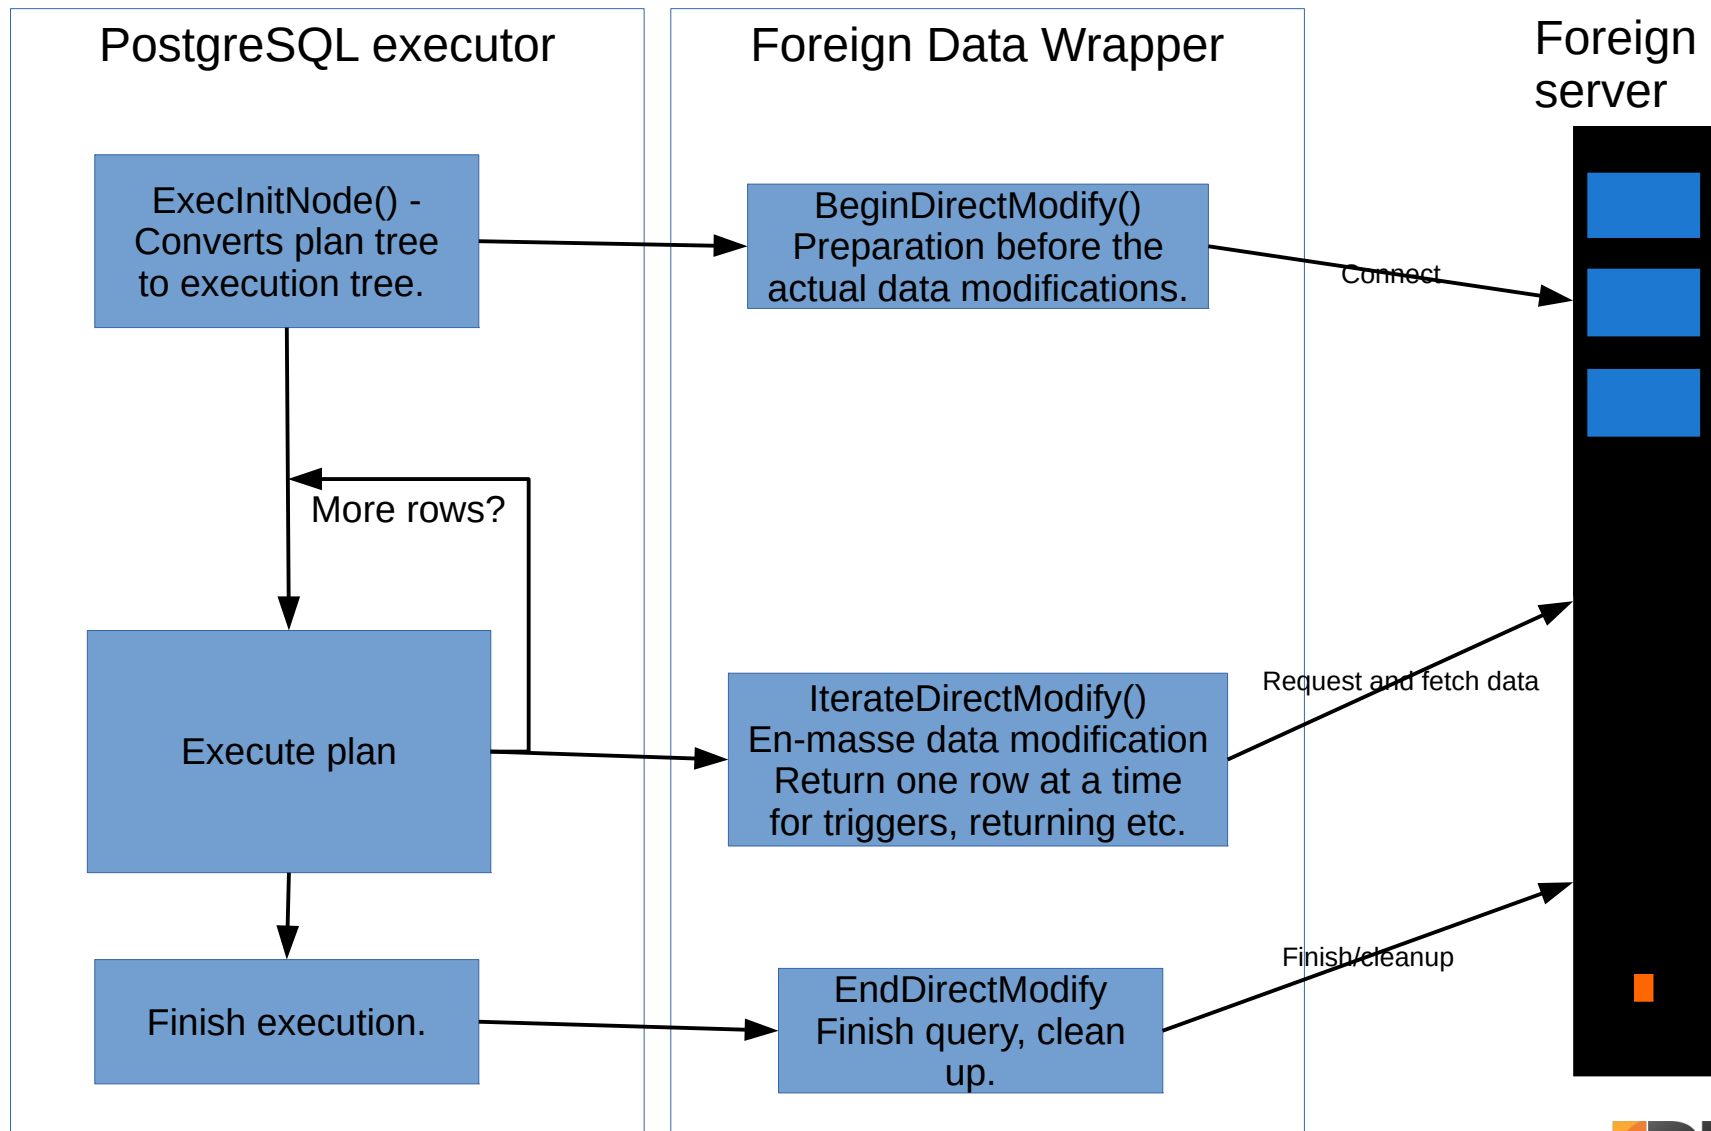 PostgreSQL executor
Foreign Data Wrapper
Foreign
server
ExecInitNode() -
Converts plan tree
to execution tree.
BeginDirectModify()
Preparation before the
actual data modifications.
Connect
More rows?
Execute plan
IterateDirectModify()
En-masse data modification
Return one row at a time
for triggers, returning etc.
Request and fetch data
Finish execution.
EndDirectModify
Finish query, clean
up.
Finish/cleanup